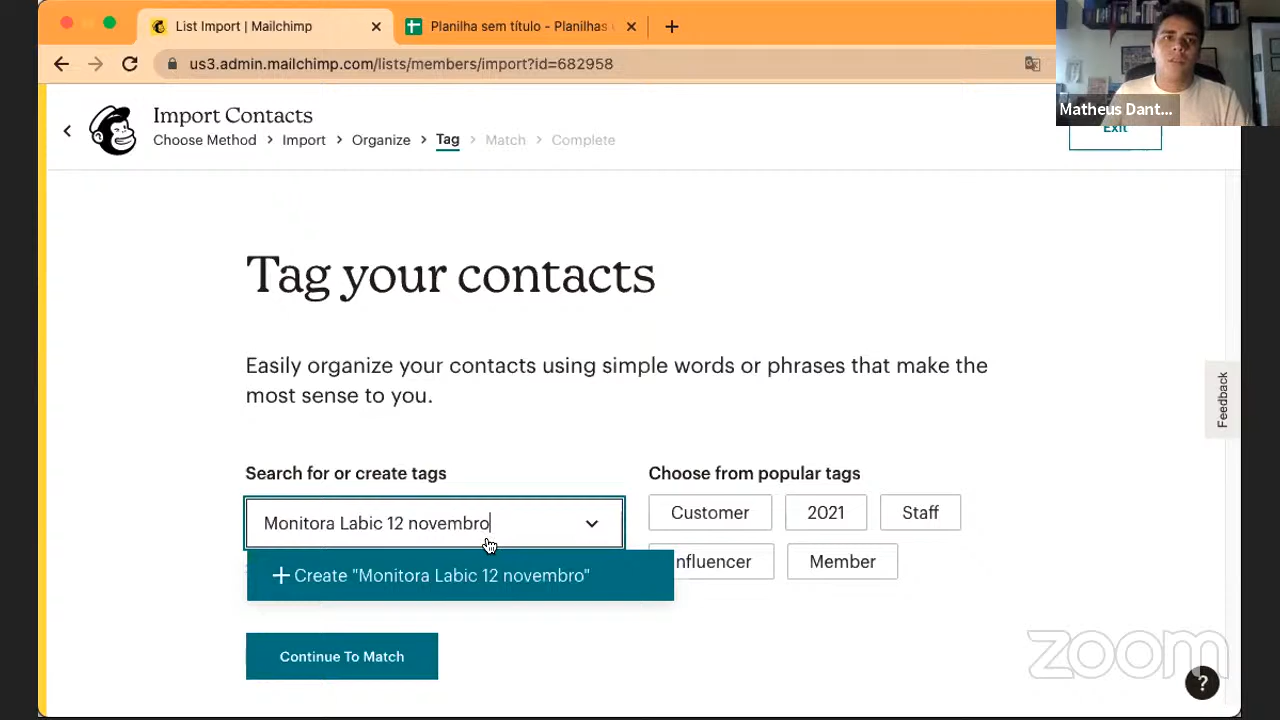 List Import | Mailchimp
Planilha sem título - Planilhas
us3.admin.mailchimp.com/lists/members/import?id=682958
Matheus Dant...
Import Contacts
Exit
Choose Method > Import > Organize > Tag > Match > Complete
Tag your contacts
Easily organize your contacts using simple words or phrases that make the
most sense to you.
Feedback
Search for or create tags
Choose from popular tags
Monitora Labic 12 novembro
Customer
2021
Staff
+ Create "Monitora Labic 12 novembro"
nfluencer
Member
Continue To Match
zoom
?